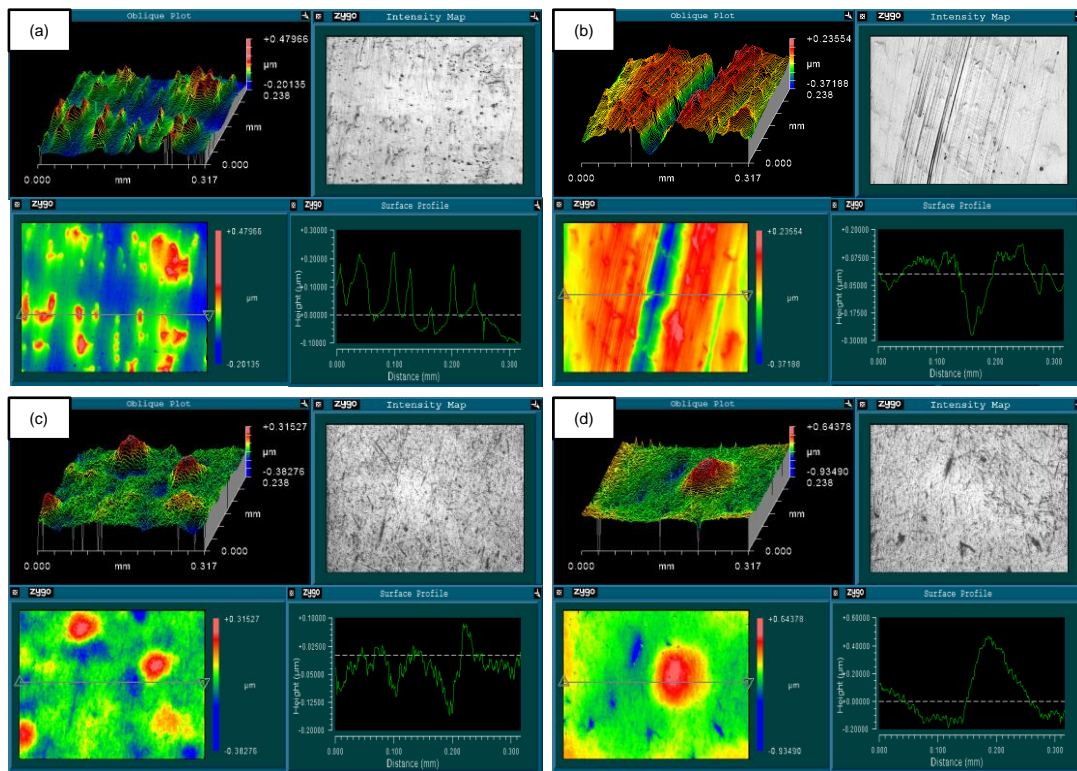 (a)
Oblique Plot
zygo
Intensity Map
+0.47966
µm
-0.20135
0.238
mm
0.000
0.000
mm
0.317
zygo
Surface Profile
+0.47966
µm
-0.20135
+0.30000
+0.20000
+0.10000
+0.00000
-0.10000
Height (µm)
0.000
0.100
0.200
0.300
Distance (mm)
(b)
Oblique Plot
zygo
Intensity Map
+0.23554
µm
-0.37188
0.238
mm
0.000
0.000
mm
0.317
zygo
Surface Profile
+0.23554
µm
-0.37188
+0.20000
+0.07500
-0.05000
-0.17500
-0.30000
Height (µm)
0.000
0.100
0.200
0.300
Distance (mm)
(c)
Oblique Plot
zygo
Intensity Map
+0.31527
µm
-0.38276
0.238
mm
0.000
0.000
mm
0.317
zygo
Surface Profile
+0.31527
µm
-0.38276
+0.10000
+0.02500
-0.05000
-0.12500
-0.20000
Height (µm)
0.000
0.100
0.200
0.300
Distance (mm)
(d)
Oblique Plot
zygo
Intensity Map
+0.64378
µm
-0.93490
0.238
mm
0.000
0.000
mm
0.317
zygo
Surface Profile
+0.64378
µm
-0.93490
+0.60000
+0.40000
+0.20000
+0.00000
-0.20000
Height (µm)
0.000
0.100
0.200
0.300
Distance (mm)